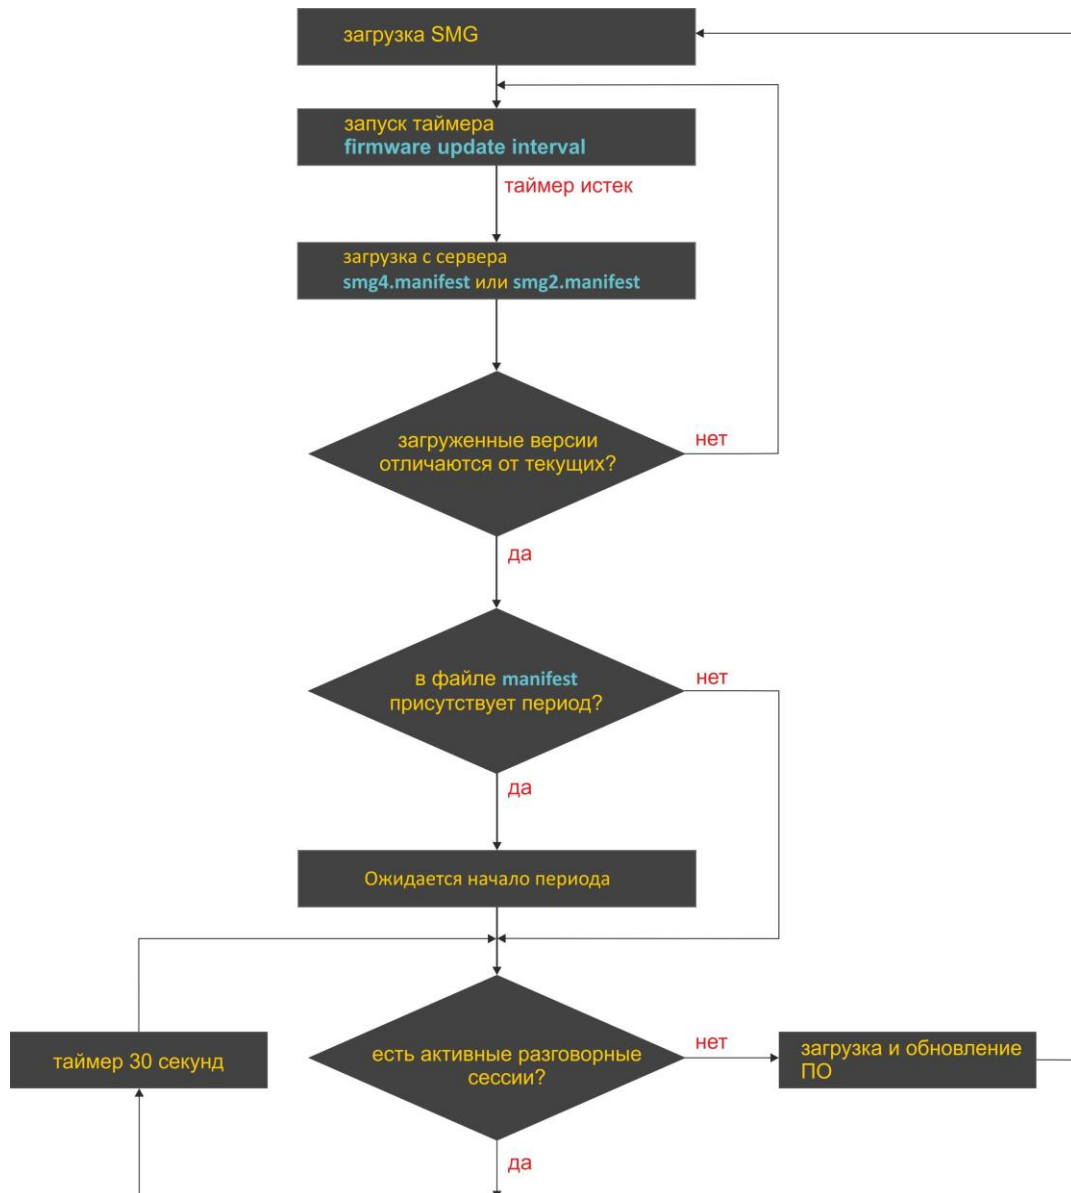 загрузка SMG
запуск таймера
firmware update interval
таймер истек
загрузка с сервера
smg4.manifest или smg2.manifest
загруженные версии
отличаются от текущих?
нет
да
в файле manifest
присутствует период?
нет
да
Ожидается начало периода
таймер 30 секунд
есть активные разговорные
сессии?
нет
загрузка и обновление
ПО
да